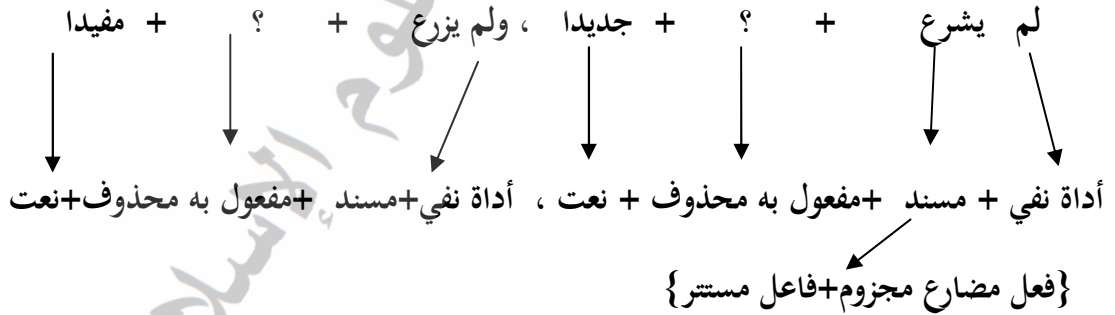 لم يشرع + ؟ + جديدا ، ولم يزرع + ؟ + مفيدا
أداة نفي + مسند +مفعول به محذوف + نعت ، أداة نفي+مسند +مفعول به محذوف+نعت
{فعل مضارع مجزوم+فاعل مستتر}